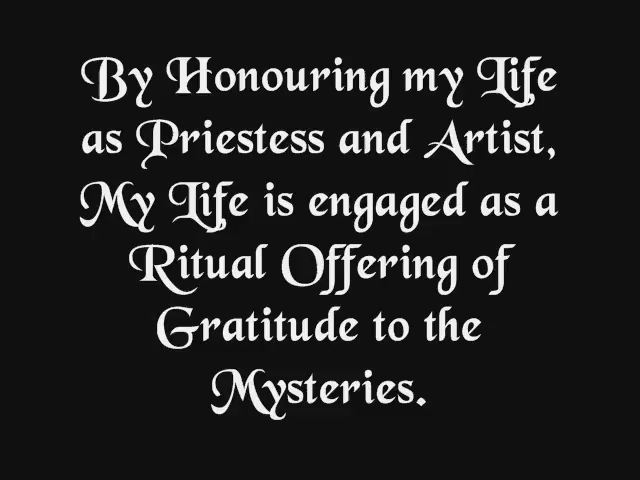 By Honouring my Life
as Priestess and Artist,
My Life is engaged as a
Ritual Offering of
Gratitude to the
Mysteries.